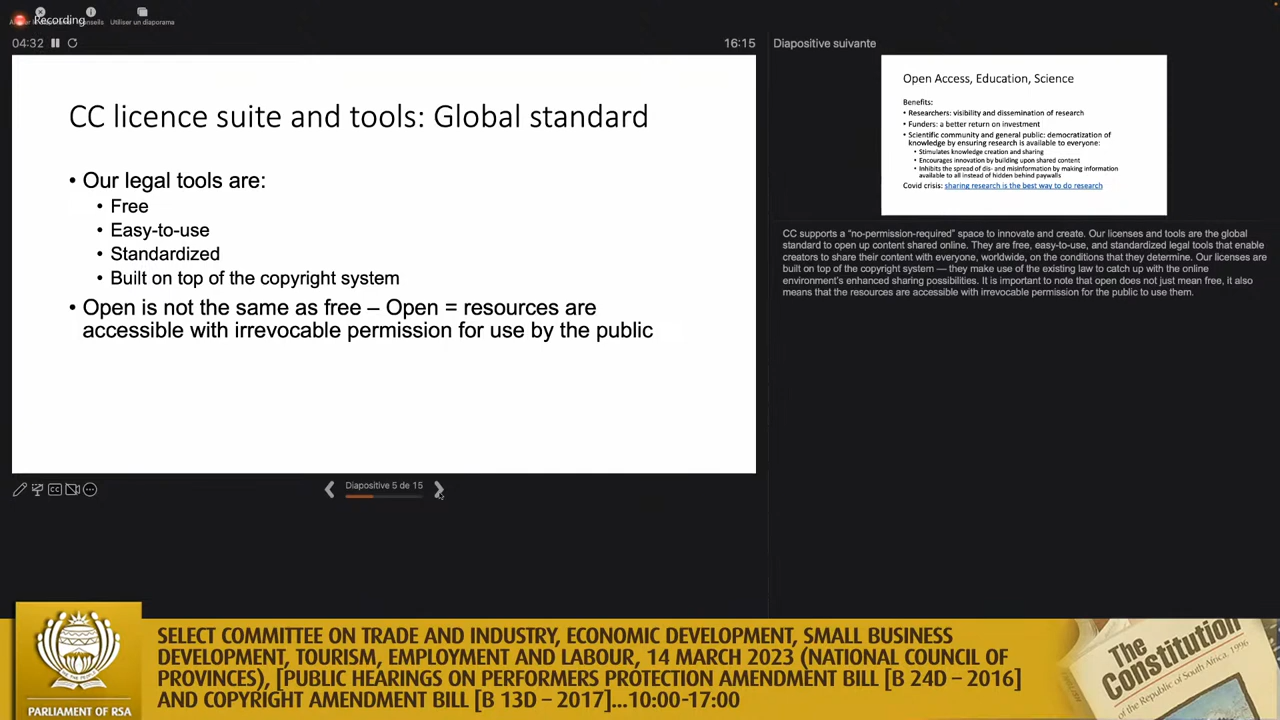 Recording
Conseils
Utiliser un diaporama
04:32
16:15
Diapositive suivante
CC licence suite and tools: Global standard
• Our legal tools are:
• Free
• Easy-to-use
• Standardized
• Built on top of the copyright system
• Open is not the same as free – Open = resources are
accessible with irrevocable permission for use by the public
Open Access, Education, Science
Benefits:
• Researchers: visibility and dissemination of research
• Funders: a better return on investment
• Scientific community and general public: democratization of
knowledge by ensuring research is available to everyone:
• Stimulates knowledge creation and sharing
• Encourages innovation by building upon shared content
• Inhibits the spread of dis- and misinformation by making information
available to all instead of hidden behind paywalls
Covid crisis: sharing research is the best way to do research
CC supports a “no-permission-required” space to innovate and create. Our licenses and tools are the global
standard to open up content shared online. They are free, easy-to-use, and standardized legal tools that enable
creators to share their content with everyone, worldwide, on the conditions that they determine. Our licenses are
built on top of the copyright system — they make use of the existing law to catch up with the online
environment's enhanced sharing possibilities. It is important to note that open does not just mean free, it also
means that the resources are accessible with irrevocable permission for the public to use them.
Diapositive 5 de 15
SELECT COMMITTEE ON TRADE AND INDUSTRY, ECONOMIC DEVELOPMENT, SMALL BUSINESS
DEVELOPMENT, TOURISM, EMPLOYMENT AND LABOUR, 14 MARCH 2023 (NATIONAL COUNCIL OF
PROVINCES), [PUBLIC HEARINGS ON PERFORMERS PROTECTION AMENDMENT BILL [B 24D – 2016]
AND COPYRIGHT AMENDMENT BILL [B 13D – 2017]...10:00-17:00
PARLIAMENT OF RSA
The
Constitution
of the Republic of South Africa, 1996